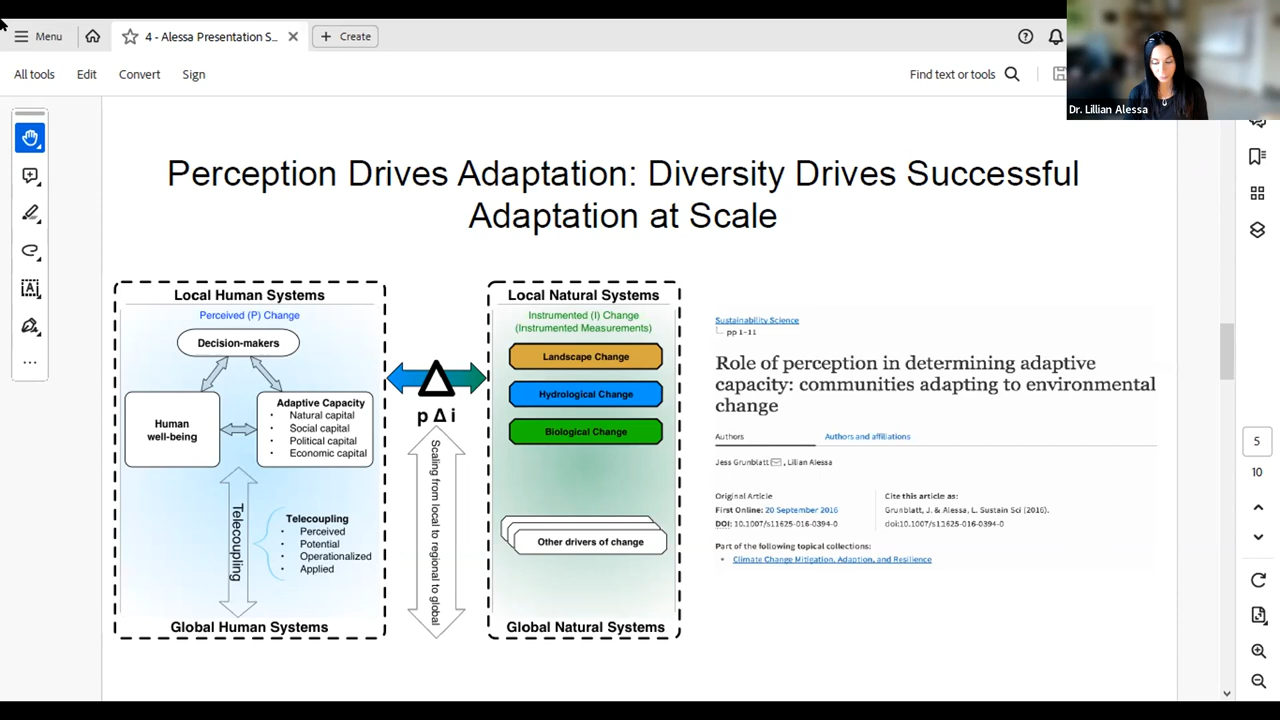 Menu
4 - Alessa Presentation S...
Create
All tools
Edit
Convert
Sign
Find text or tools
Dr. Lillian Alessa
Perception Drives Adaptation: Diversity Drives Successful
Adaptation at Scale
Local Human Systems
Perceived (P) Change
Decision-makers
Human
well-being
Adaptive Capacity
• Natural capital
• Social capital
• Political capital
• Economic capital
Telecoupling
Telecoupling
• Perceived
• Potential
• Operationalized
• Applied
Global Human Systems
Δ
p Δ i
Scaling from local to regional to global
Local Natural Systems
Instrumented (I) Change
(Instrumented Measurements)
Landscape Change
Hydrological Change
Biological Change
Other drivers of change
Global Natural Systems
Sustainability Science
pp 1–11
Role of perception in determining adaptive
capacity: communities adapting to environmental
change
Authors
Authors and affiliations
Jess Grunblatt , Lilian Alessa
Original Article
First Online: 20 September 2016
DOI: 10.1007/s11625-016-0394-0
Cite this article as:
Grunblatt, J. & Alessa, L. Sustain Sci (2016).
doi:10.1007/s11625-016-0394-0
Part of the following topical collections:
• Climate Change Mitigation, Adaption, and Resilience
5
10